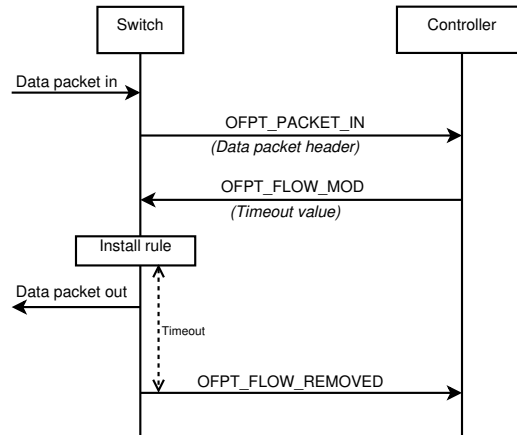 Switch
Controller
Data packet in
OFPT_PACKET_IN
(Data packet header)
OFPT_FLOW_MOD
(Timeout value)
Install rule
Data packet out
Timeout
OFPT_FLOW_REMOVED